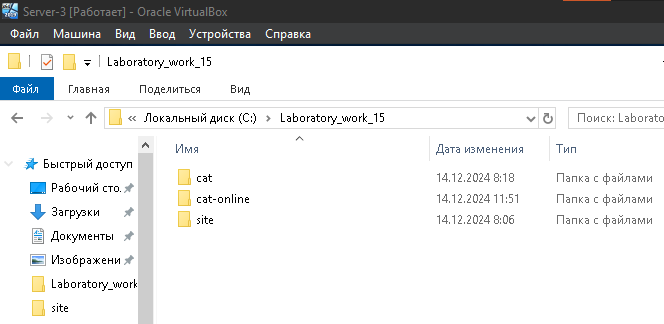 Server-3 [Работает] - Oracle VirtualBox
Файл Машина Вид Ввод Устройства Справка
Laboratory_work_15
Файл Главная Поделиться Вид
« Локальный диск (C:) > Laboratory_work_15
Поиск: Laborato
Имя Дата изменения Тип
Быстрый доступ
Рабочий сто.
Загрузки
Документы
Изображени
Laboratory_work
site
cat 14.12.2024 8:18 Папка с файлами
cat-online 14.12.2024 11:51 Папка с файлами
site 14.12.2024 8:06 Папка с файлами